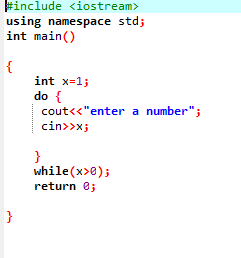 #include <iostream>
using namespace std;
int main()
{
int x=1;
do {
cout<<"enter a number";
cin>>x;
}
while(x>0);
return 0;
}